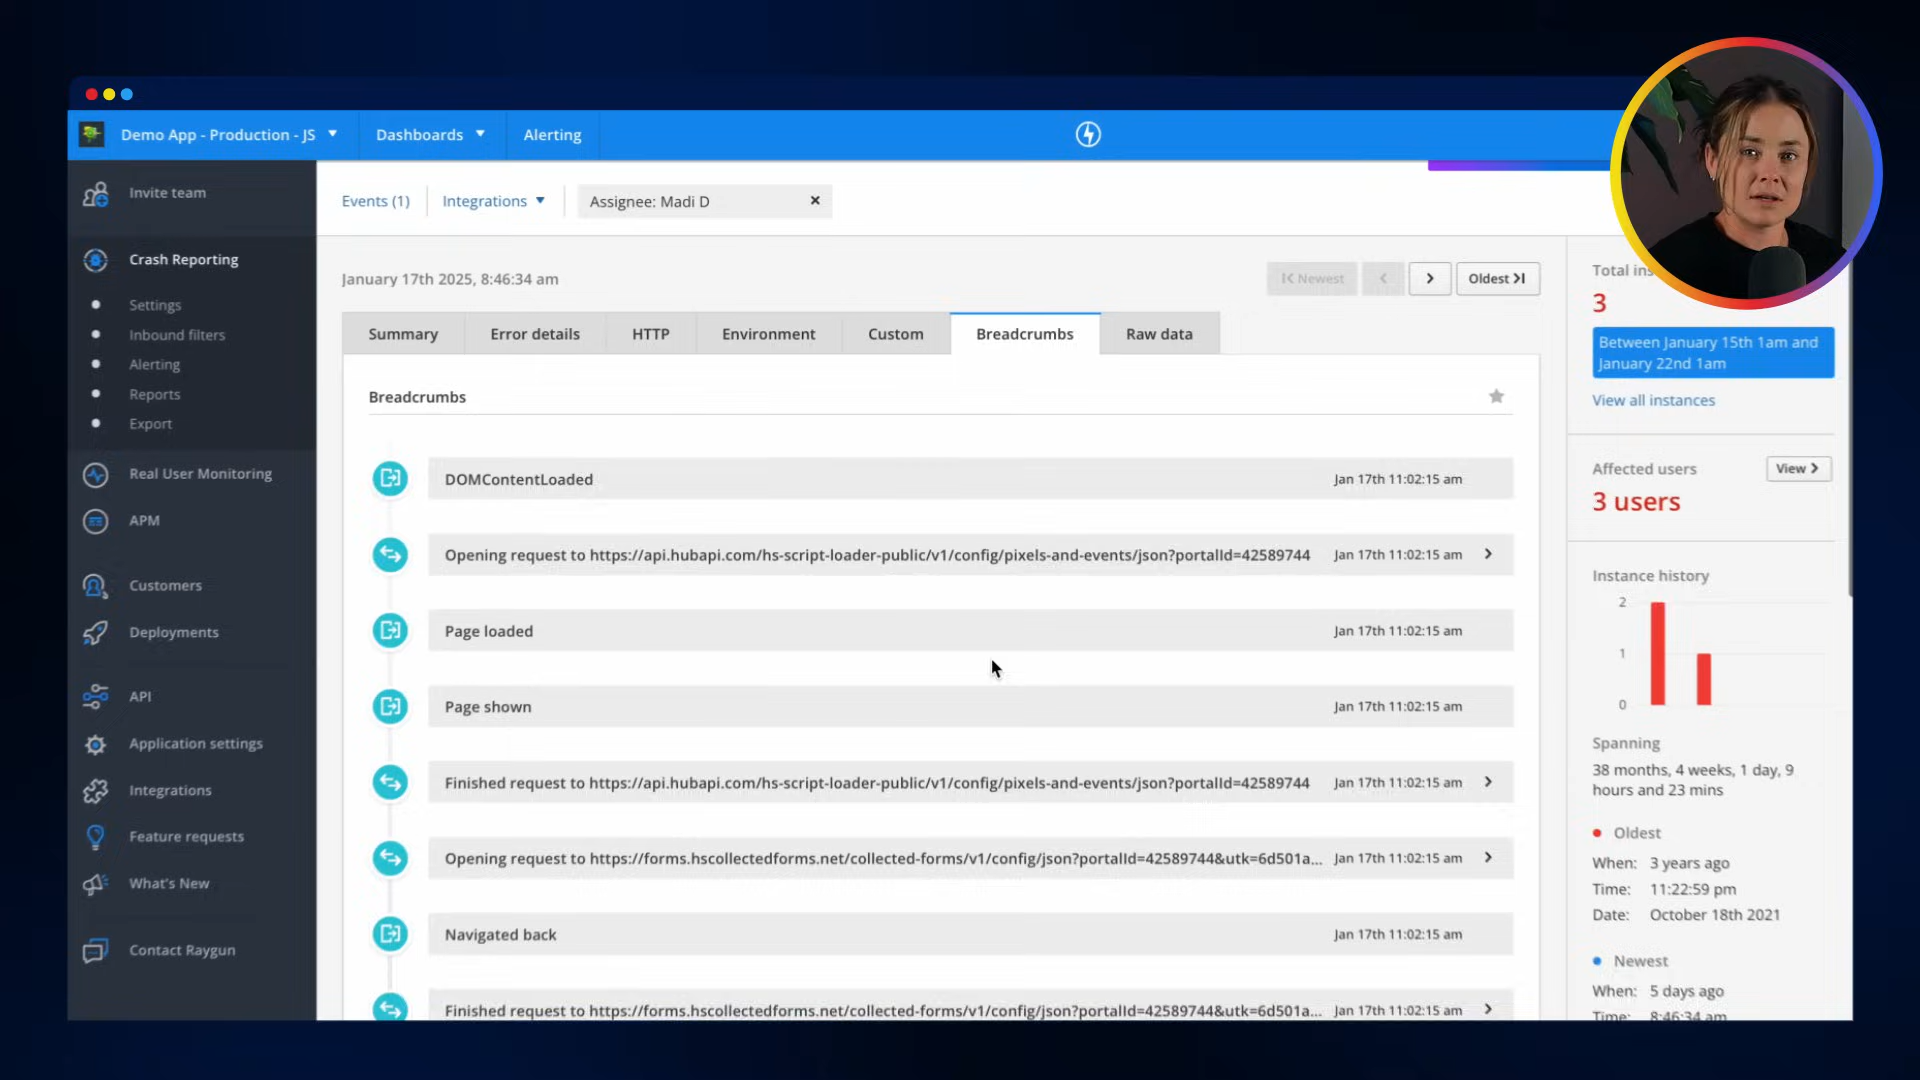 Demo App - Production - JS
Dashboards
Alerting
Invite team
Crash Reporting
Settings
Inbound filters
Alerting
Reports
Export
Real User Monitoring
APM
Customers
Deployments
API
Application settings
Integrations
Feature requests
What's New
Contact Raygun
Events (1)
Integrations
Assignee: Madi D
January 17th 2025, 8:46:34 am
Newest
Oldest
Summary
Error details
HTTP
Environment
Custom
Breadcrumbs
Raw data
Breadcrumbs
DOMContentLoaded Jan 17th 11:02:15 am
Opening request to https://api.hubapi.com/hs-script-loader-public/v1/config/pixels-and-events/json?portalId=42589744 Jan 17th 11:02:15 am
Page loaded Jan 17th 11:02:15 am
Page shown Jan 17th 11:02:15 am
Finished request to https://api.hubapi.com/hs-script-loader-public/v1/config/pixels-and-events/json?portalId=42589744 Jan 17th 11:02:15 am
Opening request to https://forms.hscollectedforms.net/collected-forms/v1/config/json?portalId=42589744&utk=6d501a... Jan 17th 11:02:15 am
Navigated back Jan 17th 11:02:15 am
Finished request to https://forms.hscollectedforms.net/collected-forms/v1/config/json?portalId=42589744&utk=6d501a... Jan 17th 11:02:15 am
Total ins
3
Between January 15th 1am and
January 22nd 1am
View all instances
Affected users
View
3 users
Instance history
2
1
0
Spanning
38 months, 4 weeks, 1 day, 9
hours and 23 mins
Oldest
When: 3 years ago
Time: 11:22:59 pm
Date: October 18th 2021
Newest
When: 5 days ago
Time: 8:46:34 am